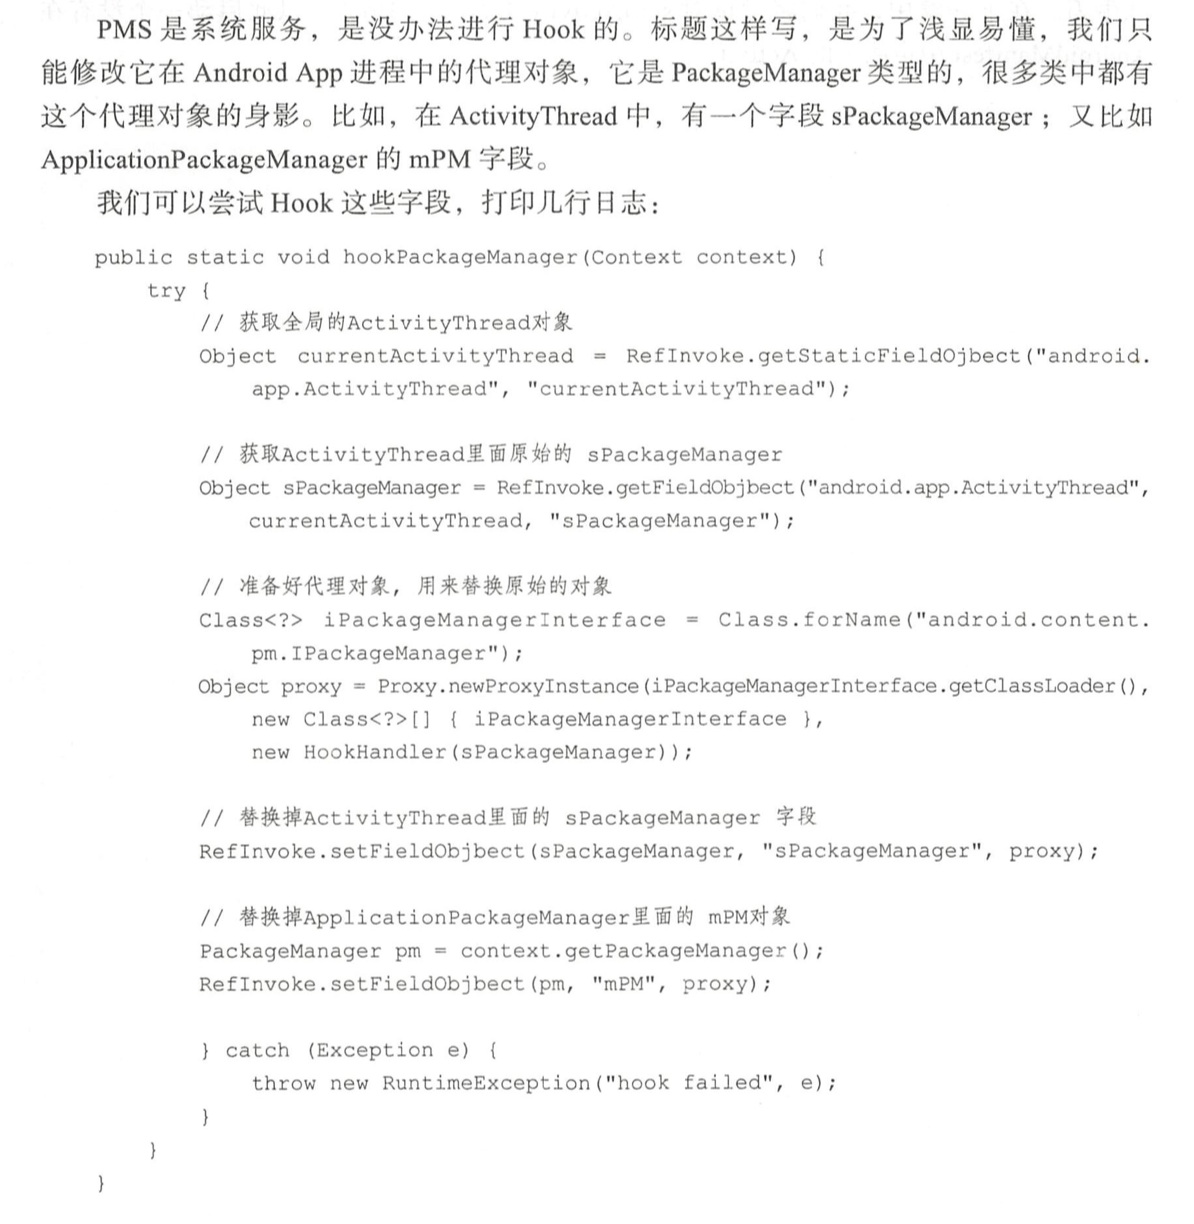 PMS 是系统服务，是没办法进行 Hook 的。标题这样写，是为了浅显易懂，我们只
能修改它在 Android App 进程中的代理对象，它是 PackageManager 类型的，很多类中都有
这个代理对象的身影。比如，在 ActivityThread 中，有一个字段 sPackageManager ；又比如
ApplicationPackageManager 的 mPM 字段。
我们可以尝试 Hook 这些字段，打印几行日志：
public static void hookPackageManager(Context context) {
try {
// 获取全局的ActivityThread对象
Object currentActivityThread = RefInvoke.getStaticFieldOjbect("android.
app.ActivityThread", "currentActivityThread");
// 获取ActivityThread里面原始的 sPackageManager
Object sPackageManager = RefInvoke.getFieldObjbect("android.app.ActivityThread",
currentActivityThread, "sPackageManager");
// 准备好代理对象, 用来替换原始的对象
Class<?> iPackageManagerInterface = Class.forName("android.content.
pm.IPackageManager");
Object proxy = Proxy.newProxyInstance(iPackageManagerInterface.getClassLoader(),
new Class<?>[] { iPackageManagerInterface },
new HookHandler(sPackageManager));
// 替换掉ActivityThread里面的 sPackageManager 字段
RefInvoke.setFieldObjbect(sPackageManager, "sPackageManager", proxy);
// 替换掉ApplicationPackageManager里面的 mPM对象
PackageManager pm = context.getPackageManager();
RefInvoke.setFieldObjbect(pm, "mPM", proxy);
} catch (Exception e) {
throw new RuntimeException("hook failed", e);
}
}
}